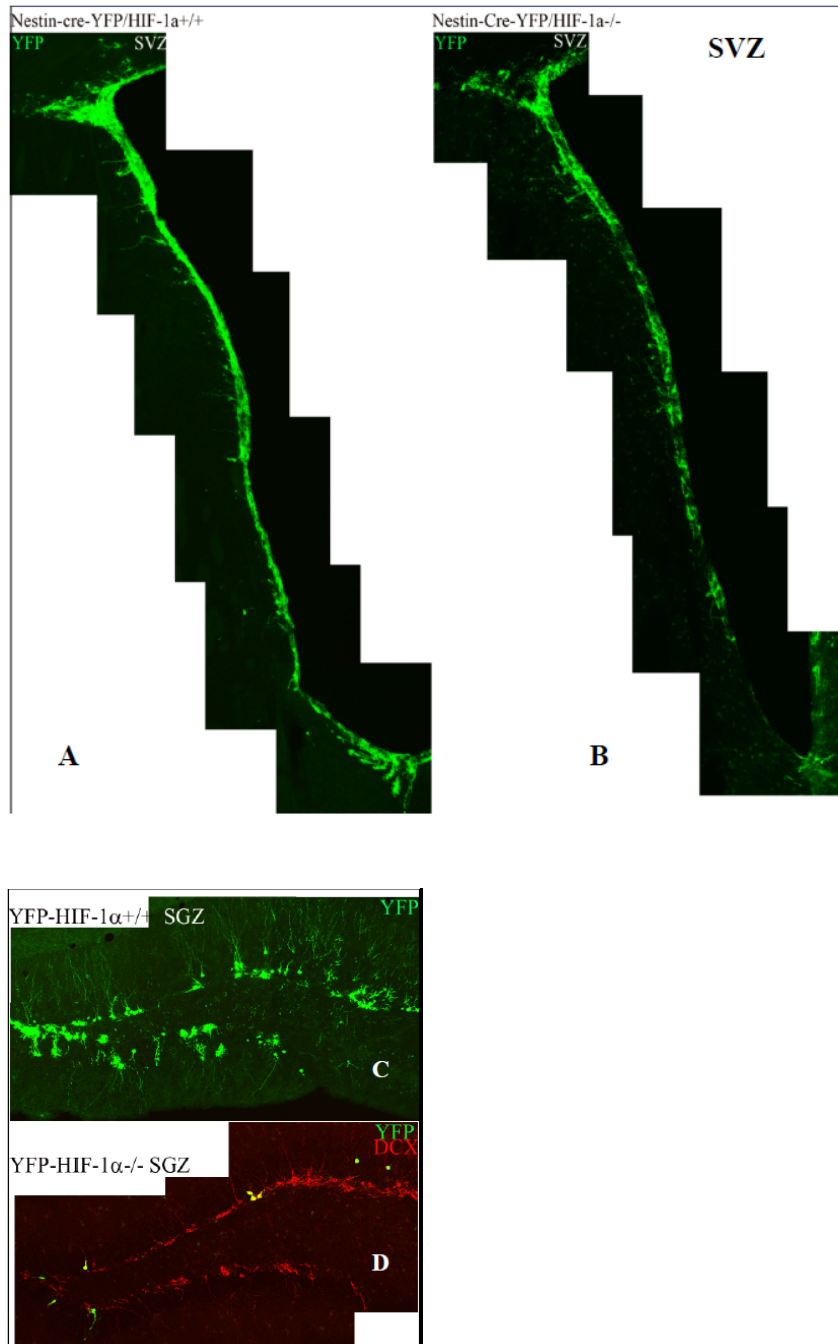 Nestin-cre-YFP/HIF-1a+/+
YFP SVZ
A
Nestin-Cre-YFP/HIF-1a-/-
YFP SVZ
SVZ
B
YFP-HIF-1α+/+ SGZ
YFP
C
YFP
DCX
YFP-HIF-1α-/- SGZ
D